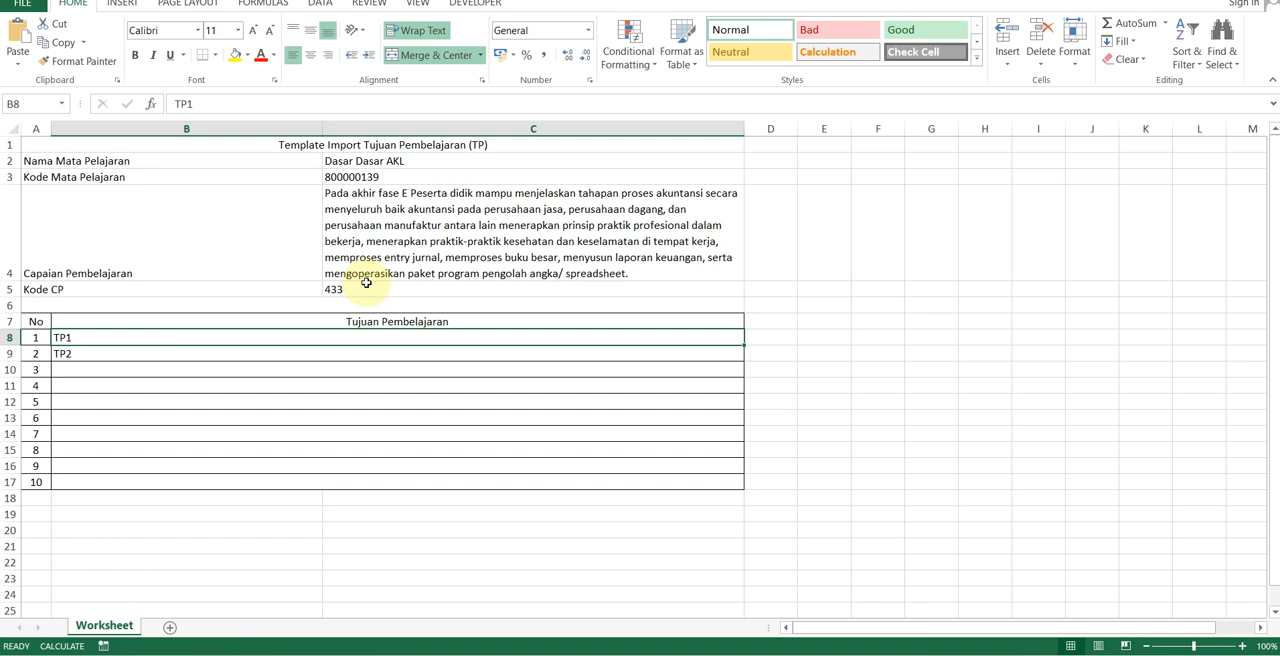 FILE HOME INSERT PAGE LAYOUT FORMULAS DATA REVIEW VIEW DEVELOPER Sign in
Cut
Copy
Format Painter
Paste
Calibri 11
B I U
Wrap Text
Merge & Center
General
%
Conditional Formatting
Format as Table
Normal Bad Good
Neutral Calculation Check Cell
Insert Delete Format
AutoSum
Fill
Clear
Sort & Filter
Find & Select
Clipboard Font Alignment Number Styles Cells Editing
B8 fx TP1
A B C D E F G H I J K L M
1 Template Import Tujuan Pembelajaran (TP)
2 Nama Mata Pelajaran Dasar Dasar AKL
3 Kode Mata Pelajaran 800000139
Pada akhir fase E Peserta didik mampu menjelaskan tahapan proses akuntansi secara
menyeluruh baik akuntansi pada perusahaan jasa, perusahaan dagang, dan
perusahaan manufaktur antara lain menerapkan prinsip praktik profesional dalam
bekerja, menerapkan praktik-praktik kesehatan dan keselamatan di tempat kerja,
memproses entry jurnal, memproses buku besar, menyusun laporan keuangan, serta
4 Capaian Pembelajaran mengoperasikan paket program pengolah angka/ spreadsheet.
5 Kode CP 433
6
7 No Tujuan Pembelajaran
8 1 TP1
9 2 TP2
10 3
11 4
12 5
13 6
14 7
15 8
16 9
17 10
18
19
20
21
22
23
24
25
Worksheet
READY CALCULATE 100%